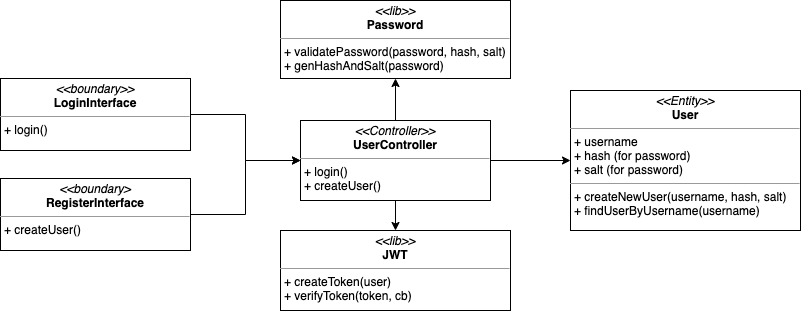 <<lib>>
Password
+ validatePassword(password, hash, salt)
+ genHashAndSalt(password)
<<boundary>>
LoginInterface
+ login()
<<boundary>
RegisterInterface
+ createUser()
<<Controller>>
UserController
+ login()
+ createUser()
<<Entity>>
User
+ username
+ hash (for password)
+ salt (for password)
+ createNewUser(username, hash, salt)
+ findUserByUsername(username)
<<lib>>
JWT
+ createToken(user)
+ verifyToken(token, cb)